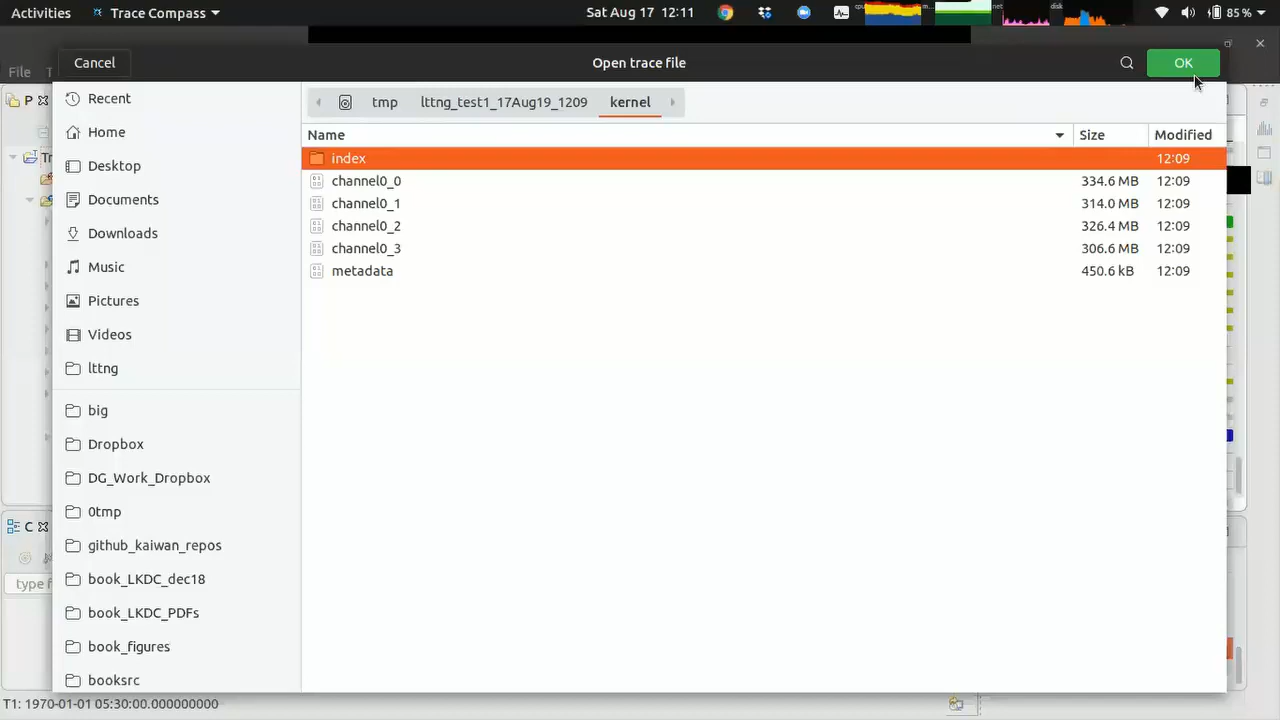 Activities Trace Compass Sat Aug 17 12:11 85 %
File
Cancel Open trace file OK
Recent
Home
Desktop
Documents
Downloads
Music
Pictures
Videos
lttng
big
Dropbox
DG_Work_Dropbox
0tmp
github_kaiwan_repos
book_LKDC_dec18
book_LKDC_PDFs
book_figures
booksrc
tmp lttng_test1_17Aug19_1209 kernel
Name Size Modified
index 12:09
channel0_0 334.6 MB 12:09
channel0_1 314.0 MB 12:09
channel0_2 326.4 MB 12:09
channel0_3 306.6 MB 12:09
metadata 450.6 kB 12:09
P
C
type
T1: 1970-01-01 05:30:00.000000000